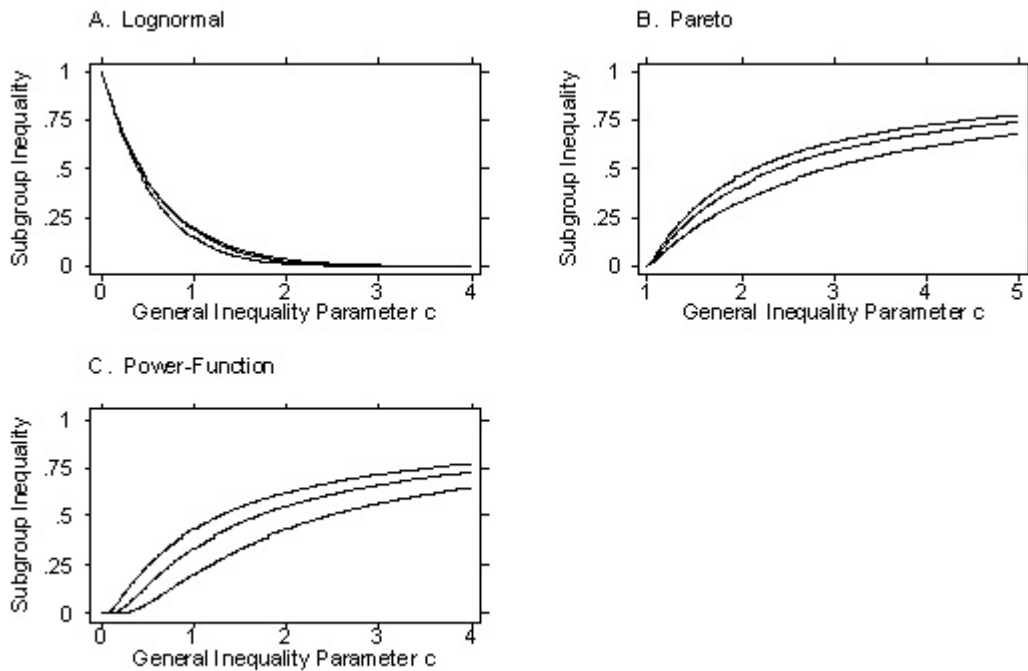 A. Lognormal
Subgroup Inequality
1
.75
.5
.25
0
0 1 2 3 4
General Inequality Parameter c
B. Pareto
Subgroup Inequality
1
.75
.5
.25
0
1 2 3 4 5
General Inequality Parameter c
C. Power-Function
Subgroup Inequality
1
.75
.5
.25
0
0 1 2 3 4
General Inequality Parameter c